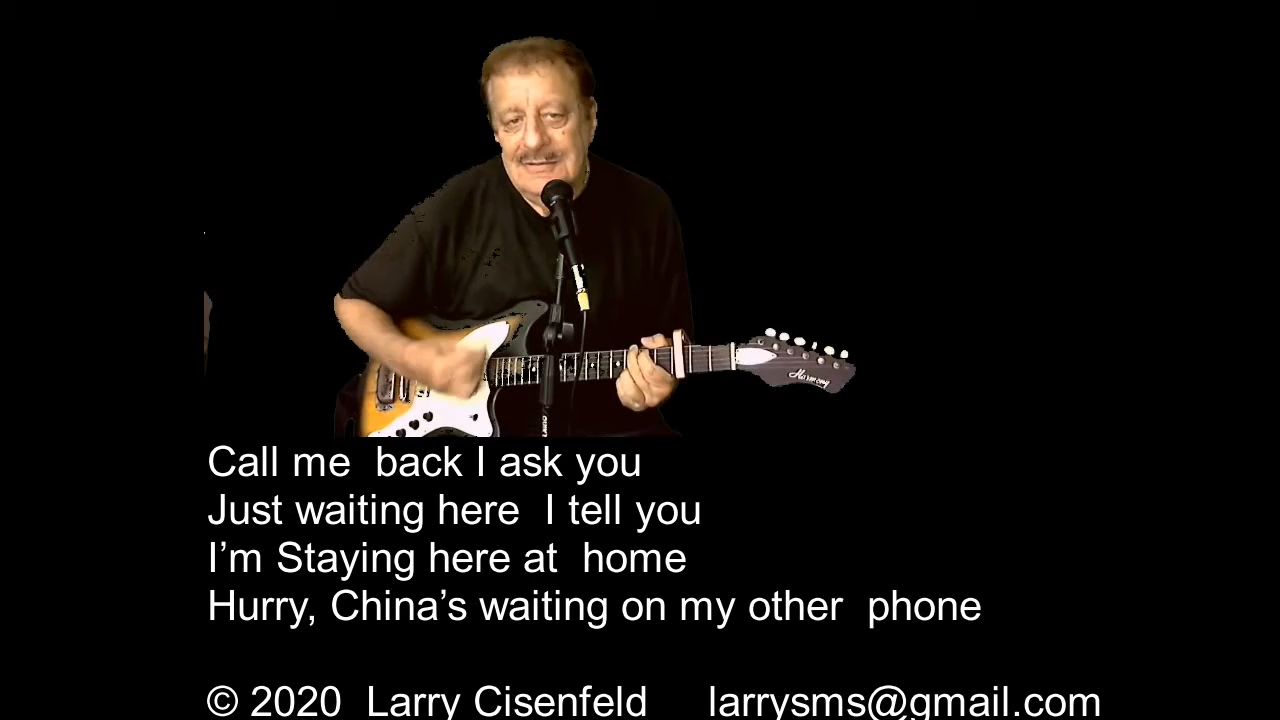 Harmony
Call me  back I ask you
Just waiting here  I tell you
I’m Staying here at  home
Hurry, China’s waiting on my other  phone
© 2020  Larry Cisenfeld     larrysms@gmail.com